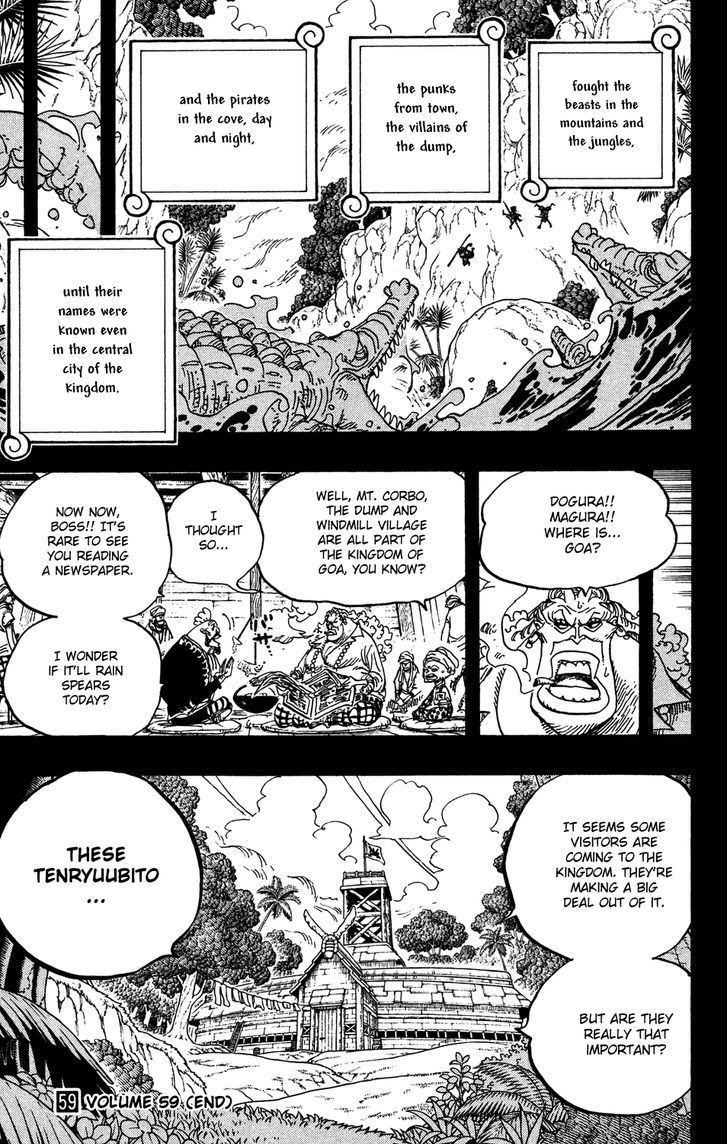 fought the
beasts in the
mountains and
the jungles,
the punks
from town,
the villains of
the dump,
and the pirates
in the cove, day
and night,
until their
names were
known even
in the central
city of the
kingdom.
DOGURA!!
MAGURA!!
WHERE IS...
GOA?
WELL, MT. CORBO,
THE DUMP AND
WINDMILL VILLAGE
ARE ALL PART OF
THE KINGDOM OF
GOA, YOU KNOW?
I
THOUGHT
SO...
NOW NOW,
BOSS!! IT'S
RARE TO SEE
YOU READING
A NEWSPAPER.
I WONDER
IF IT'LL RAIN
SPEARS
TODAY?
IT SEEMS SOME
VISITORS ARE
COMING TO THE
KINGDOM. THEY'RE
MAKING A BIG
DEAL OUT OF IT.
BUT ARE THEY
REALLY THAT
IMPORTANT?
THESE
TENRYUUBITO
...
59 VOLUME 59 (END)